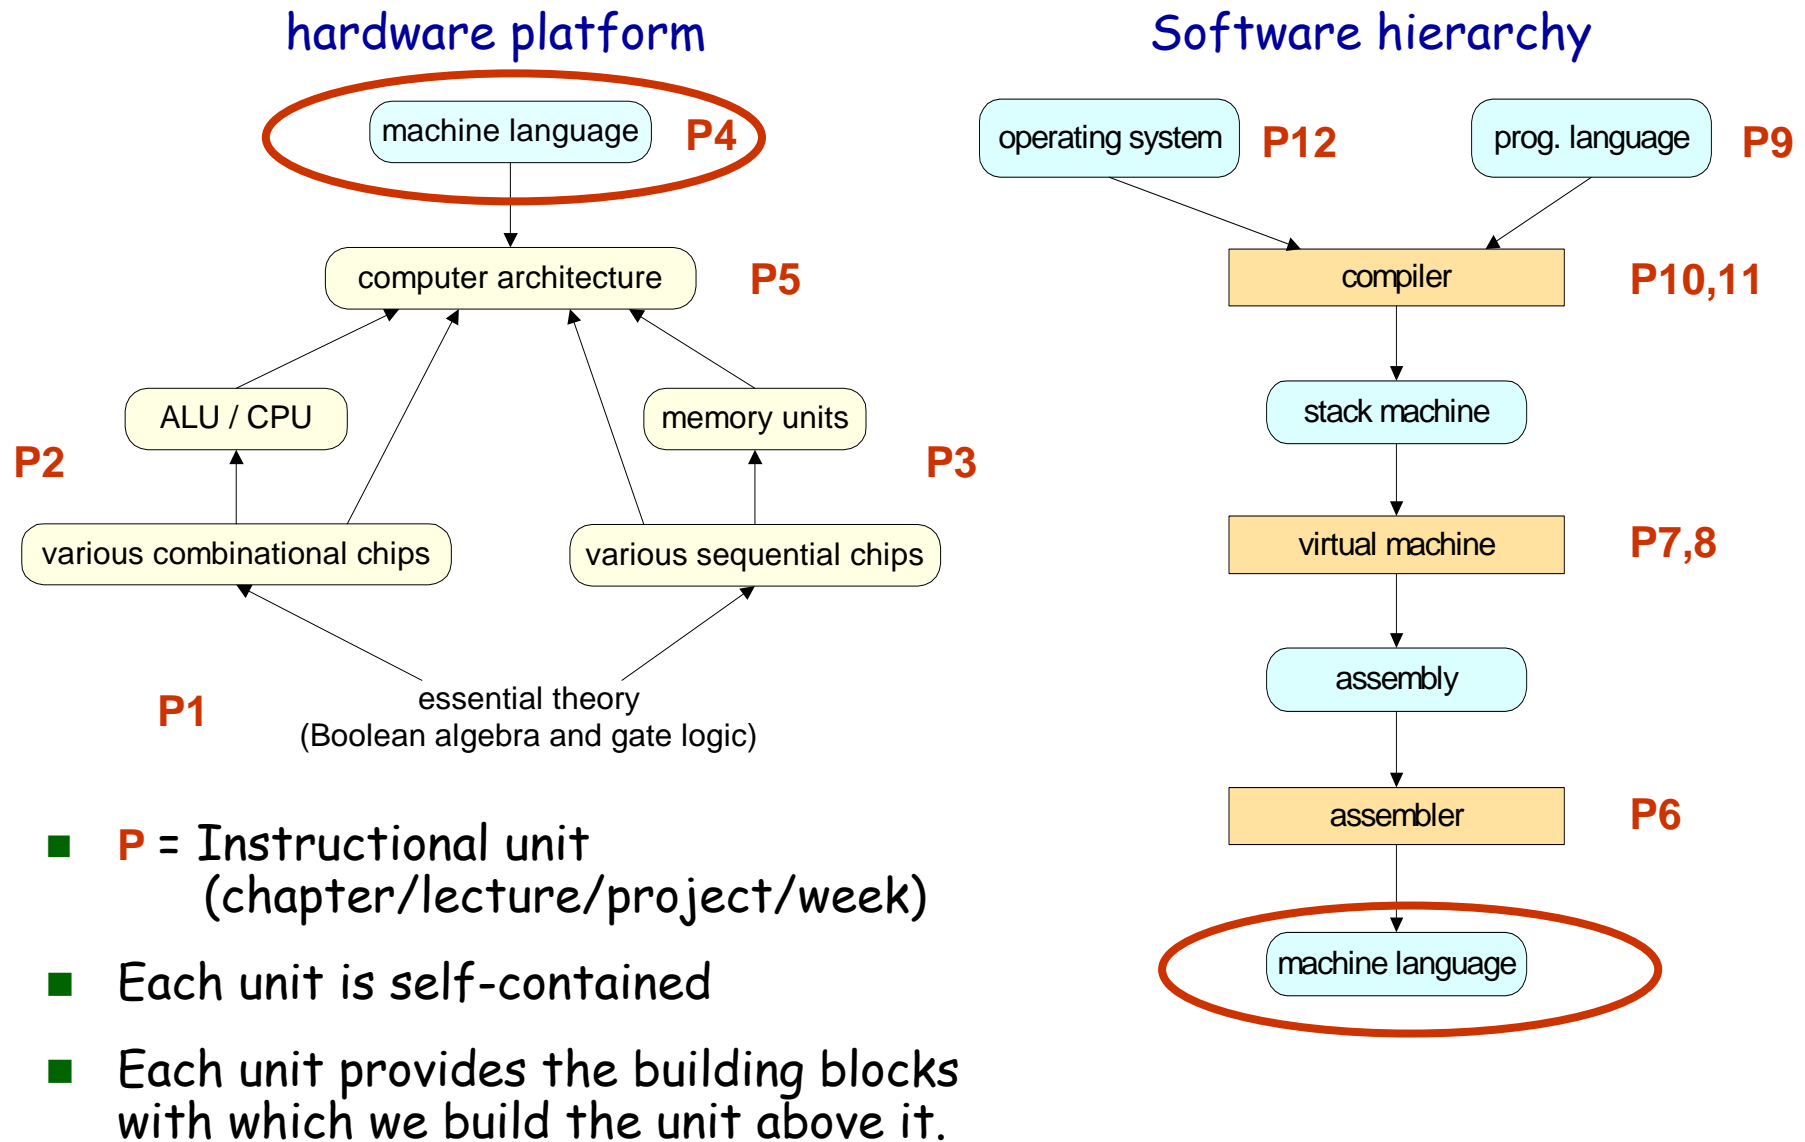 hardware platform
machine language
P4
computer architecture
P5
ALU / CPU
memory units
P2
P3
various combinational chips
various sequential chips
P1
essential theory
(Boolean algebra and gate logic)
■ P = Instructional unit
(chapter/lecture/project/week)
■ Each unit is self-contained
■ Each unit provides the building blocks
with which we build the unit above it.
Software hierarchy
operating system
P12
prog. language
P9
compiler
P10,11
stack machine
virtual machine
P7,8
assembly
assembler
P6
machine language